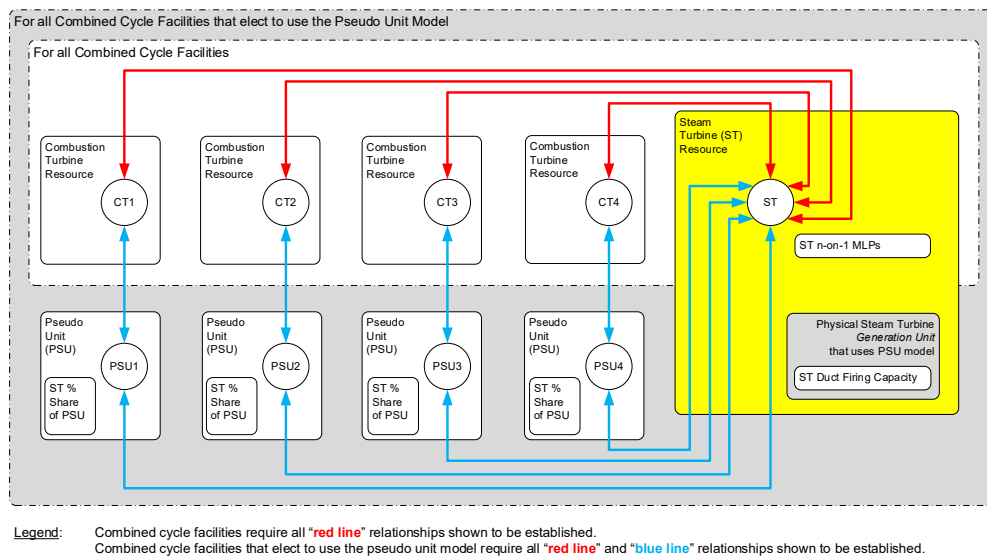 For all Combined Cycle Facilities that elect to use the Pseudo Unit Model
For all Combined Cycle Facilities
Combustion
Turbine
Resource
CT1
Combustion
Turbine
Resource
CT2
Combustion
Turbine
Resource
CT3
Combustion
Turbine
Resource
CT4
Steam
Turbine (ST)
Resource
ST
ST n-on-1 MLPs
Pseudo
Unit
(PSU)
PSU1
ST %
Share
of PSU
Pseudo
Unit
(PSU)
PSU2
ST %
Share
of PSU
Pseudo
Unit
(PSU)
PSU3
ST %
Share
of PSU
Pseudo
Unit
(PSU)
PSU4
ST %
Share
of PSU
Physical Steam Turbine
Generation Unit
that uses PSU model
ST Duct Firing Capacity
Legend: Combined cycle facilities require all “red line” relationships shown to be established.
Combined cycle facilities that elect to use the pseudo unit model require all “red line” and “blue line” relationships shown to be established.